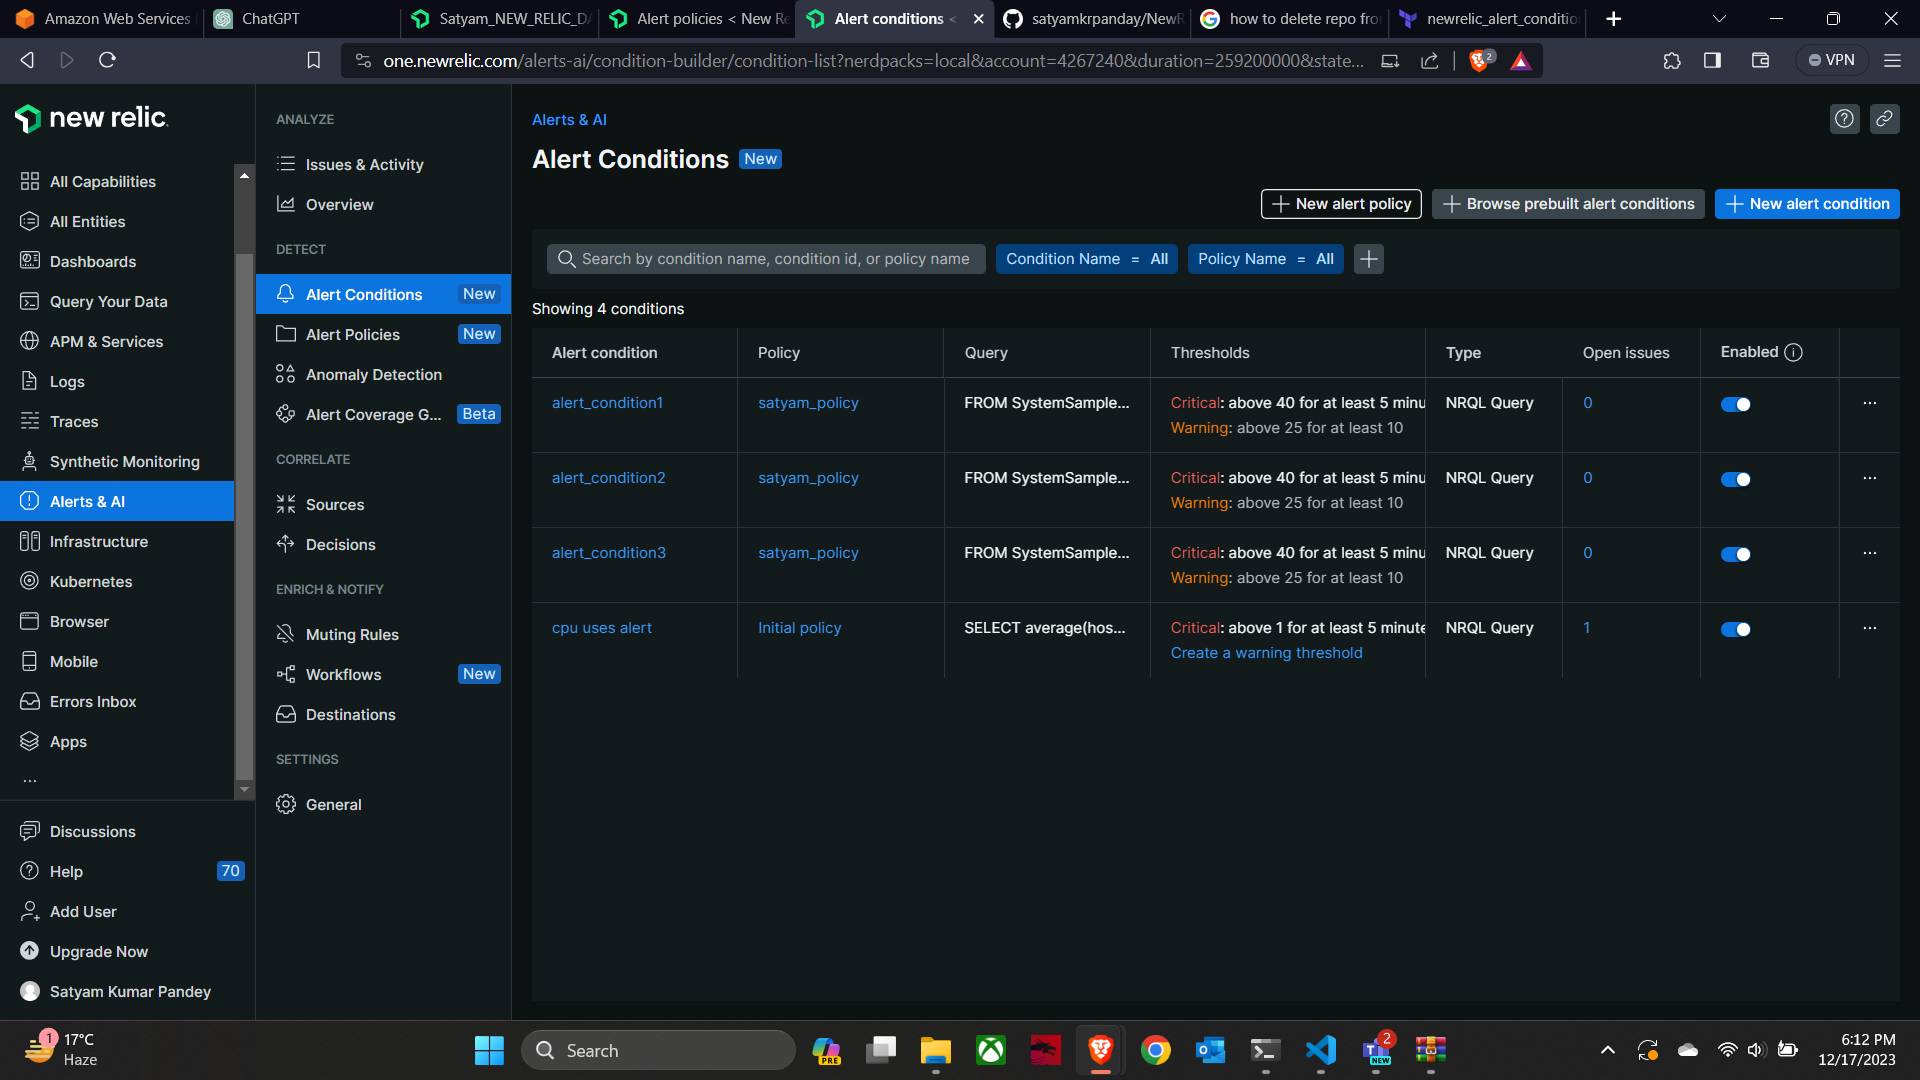 Amazon Web Services
ChatGPT
Satyam_NEW_RELIC_DA
Alert policies < New Re
Alert conditions <
satyamkrpanday/NewR
how to delete repo fro
newrelic_alert_conditio
one.newrelic.com/alerts-ai/condition-builder/condition-list?nerdpacks=local&account=4267240&duration=259200000&state...
2
VPN
new relic
All Capabilities
All Entities
Dashboards
Query Your Data
APM & Services
Logs
Traces
Synthetic Monitoring
Alerts & AI
Infrastructure
Kubernetes
Browser
Mobile
Errors Inbox
Apps
...
Discussions
Help 70
Add User
Upgrade Now
Satyam Kumar Pandey
ANALYZE
Issues & Activity
Overview
DETECT
Alert Conditions New
Alert Policies New
Anomaly Detection
Alert Coverage G... Beta
CORRELATE
Sources
Decisions
ENRICH & NOTIFY
Muting Rules
Workflows New
Destinations
SETTINGS
General
Alerts & AI
Alert Conditions New
New alert policy
Browse prebuilt alert conditions
New alert condition
Search by condition name, condition id, or policy name
Condition Name = All
Policy Name = All
Showing 4 conditions
Alert condition Policy Query Thresholds Type Open issues Enabled
alert_condition1 satyam_policy FROM SystemSample... Critical: above 40 for at least 5 minu NRQL Query 0 ...
Warning: above 25 for at least 10
alert_condition2 satyam_policy FROM SystemSample... Critical: above 40 for at least 5 minu NRQL Query 0 ...
Warning: above 25 for at least 10
alert_condition3 satyam_policy FROM SystemSample... Critical: above 40 for at least 5 minu NRQL Query 0 ...
Warning: above 25 for at least 10
cpu uses alert Initial policy SELECT average(hos... Critical: above 1 for at least 5 minute NRQL Query 1 ...
Create a warning threshold
1
17°C
Haze
Search
PRE
2
NEW
6:12 PM
12/17/2023